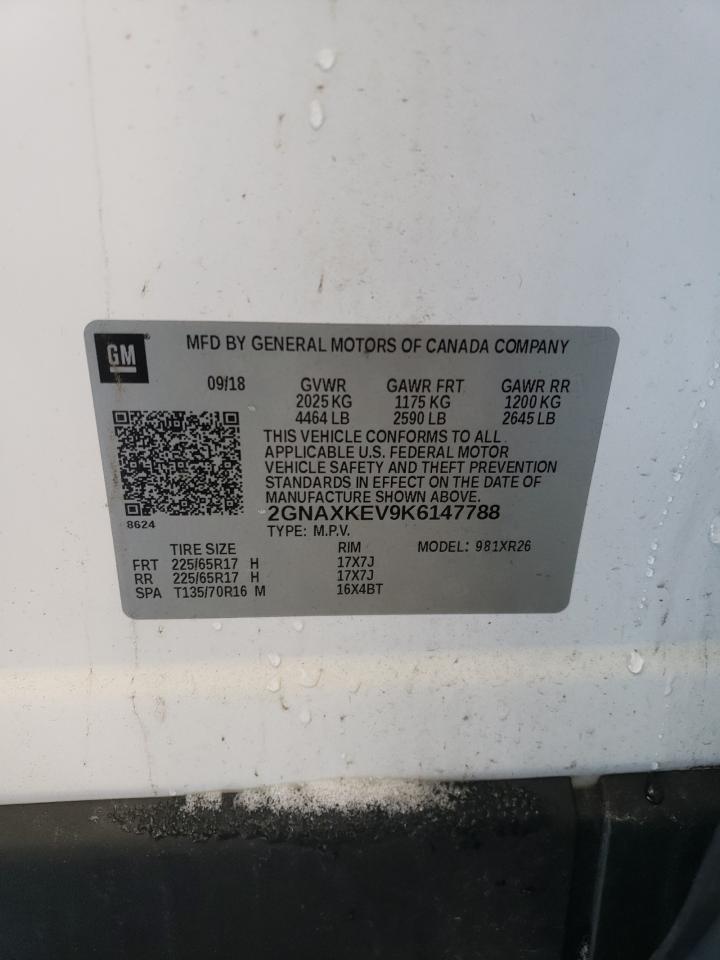 GM
MFD BY GENERAL MOTORS OF CANADA COMPANY
09/18 GVWR GAWR FRT GAWR RR
2025 KG 1175 KG 1200 KG
4464 LB 2590 LB 2645 LB
THIS VEHICLE CONFORMS TO ALL
APPLICABLE U.S. FEDERAL MOTOR
VEHICLE SAFETY AND THEFT PREVENTION
STANDARDS IN EFFECT ON THE DATE OF
MANUFACTURE SHOWN ABOVE.
8624 2GNAXKEV9K6147788
TYPE: M.P.V.
TIRE SIZE RIM MODEL: 981XR26
FRT 225/65R17 H 17X7J
RR 225/65R17 H 17X7J
SPA T135/70R16 M 16X4BT